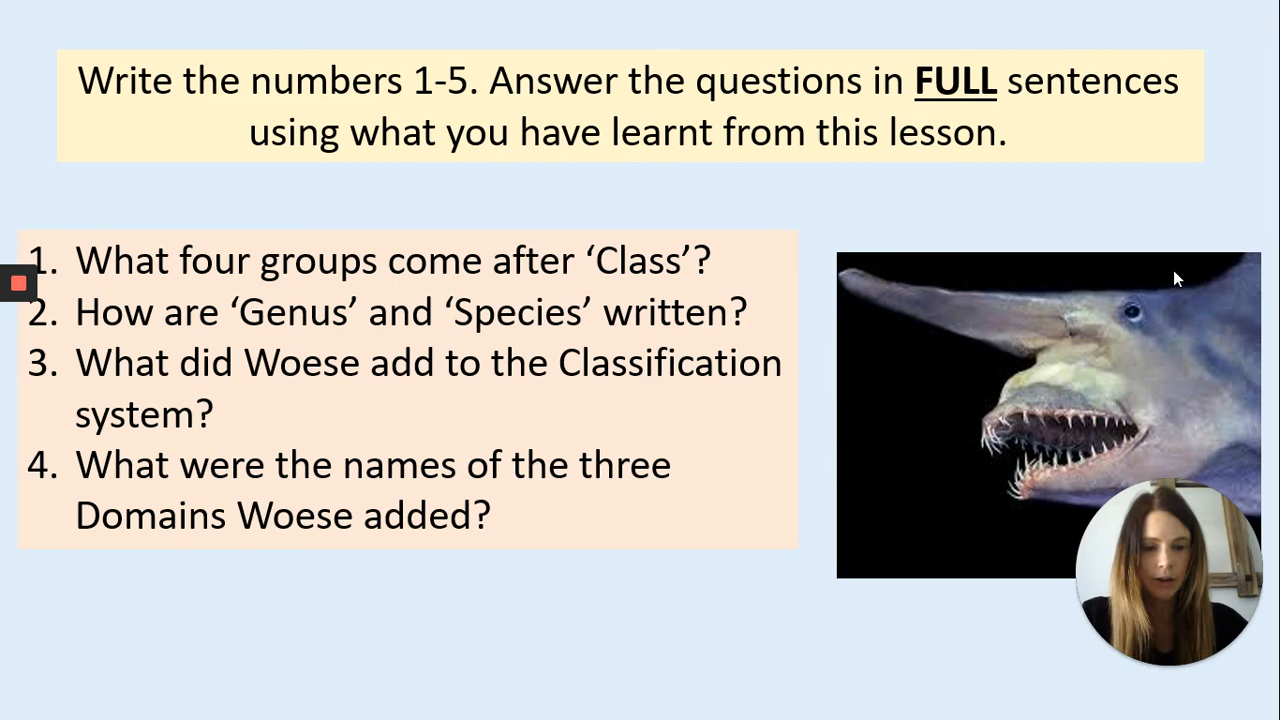 Write the numbers 1-5. Answer the questions in FULL sentences
using what you have learnt from this lesson.
1. What four groups come after ‘Class’?
2. How are ‘Genus’ and ‘Species’ written?
3. What did Woese add to the Classification
system?
4. What were the names of the three
Domains Woese added?